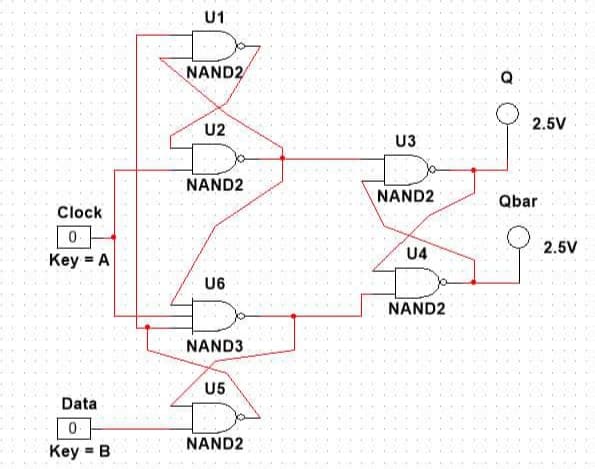 U1
NAND2
Q
2.5V
U2
NAND2
U3
NAND2
Qbar
2.5V
Clock
0
Key = A
U4
NAND2
U6
NAND3
U5
NAND2
Data
0
Key = B